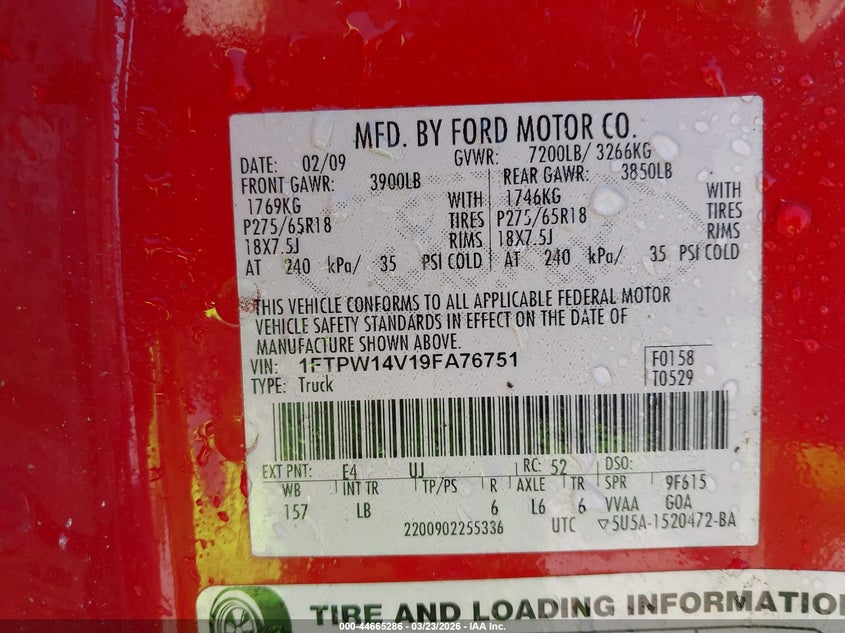 MFD. BY FORD MOTOR CO.
DATE: 02/09 GVWR: 7200LB/ 3266KG
FRONT GAWR: 3900LB REAR GAWR: 3850LB
1769KG WITH 1746KG WITH
P275/65R18 TIRES P275/65R18 TIRES
18X7.5J RIMS 18X7.5J RIMS
AT 240 kPa/ 35 PSI COLD AT 240 kPa/ 35 PSI COLD
THIS VEHICLE CONFORMS TO ALL APPLICABLE FEDERAL MOTOR
VEHICLE SAFETY STANDARDS IN EFFECT ON THE DATE OF
MANUFACTURE SHOWN ABOVE.
VIN: 1FTPW14V19FA76751 F0158
TYPE: Truck T0529
EXT PNT: E4 UJ RC: 52 DSO:
WB INT TR TP/PS R AXLE TR SPR 9F615
157 LB 6 L6 6 VVAA GOA
2200902255336 UTC ▽5U5A-1520472-BA
TIRE AND LOADING INFORMATION
000-44665286 - 03/23/2026 - IAA Inc.